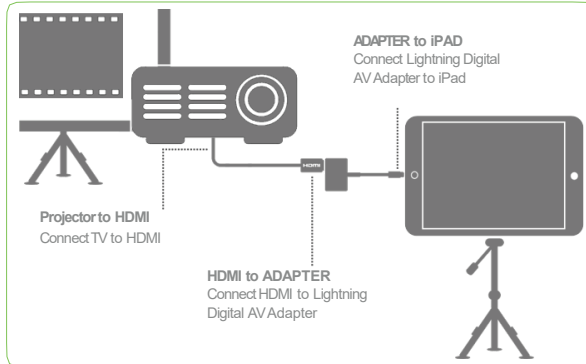 ADAPTER to iPAD
Connect Lightning Digital
AV Adapter to iPad
HDMI
Projector to HDMI
Connect TV to HDMI
HDMI to ADAPTER
Connect HDMI to Lightning
Digital AV Adapter